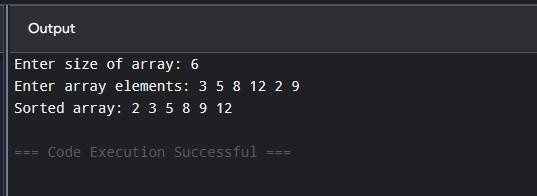 Output
Enter size of array: 6
Enter array elements: 3 5 8 12 2 9
Sorted array: 2 3 5 8 9 12
=== Code Execution Successful ===